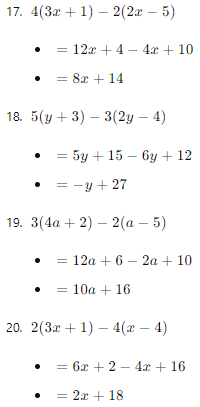 17. 4(3x + 1) − 2(2x − 5)
• = 12x + 4 − 4x + 10
• = 8x + 14
18. 5(y + 3) − 3(2y − 4)
• = 5y + 15 − 6y + 12
• = −y + 27
19. 3(4a + 2) − 2(a − 5)
• = 12a + 6 − 2a + 10
• = 10a + 16
20. 2(3x + 1) − 4(x − 4)
• = 6x + 2 − 4x + 16
• = 2x + 18